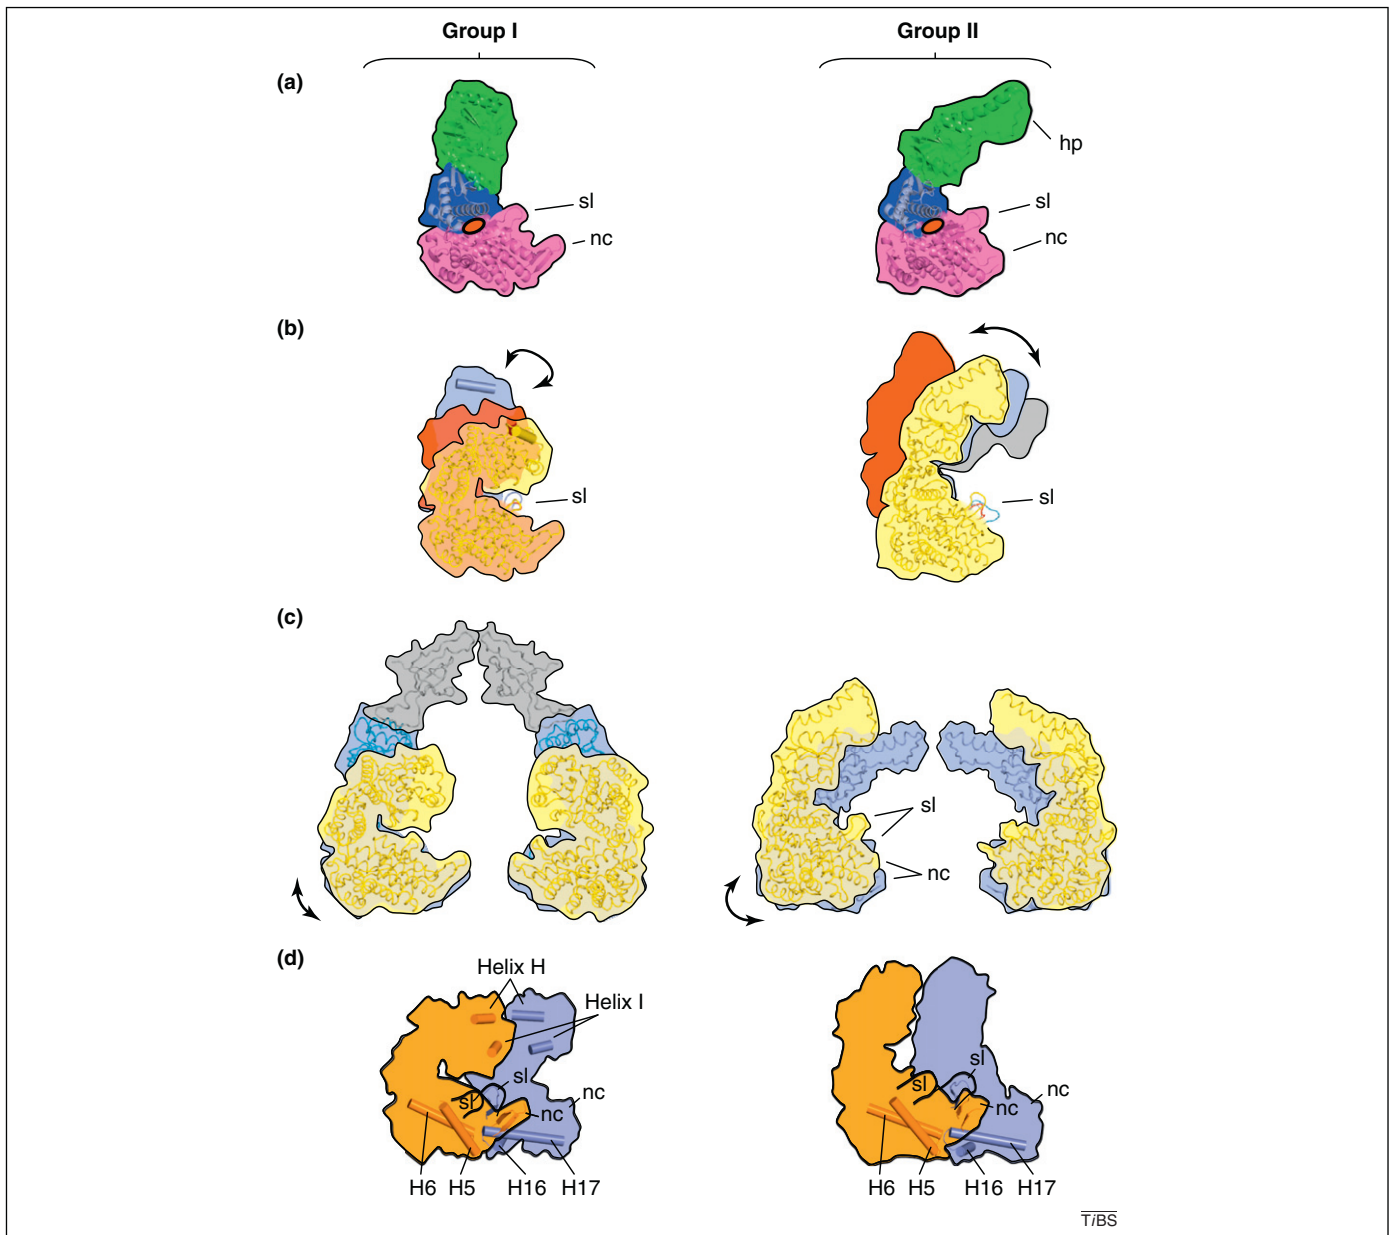 Group I
Group II
(a)
hp
sl
nc
sl
nc
(b)
sl
sl
(c)
sl
nc
(d)
Helix H
Helix I
sl
sl
nc
nc
H6 H5 H16 H17
sl
sl
nc
nc
H6 H5 H16 H17
TiBS